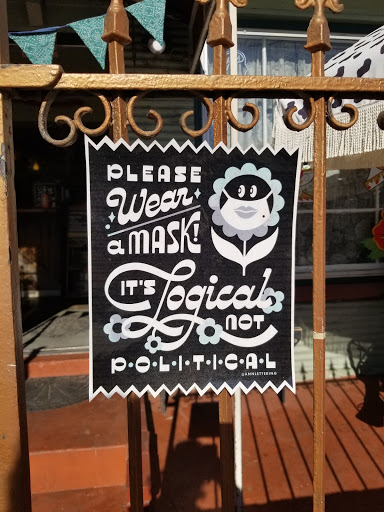 PLEASE
Wear
a MASK!
IT'S Logical
NOT
P·O·L·I·T·I·C·A·L